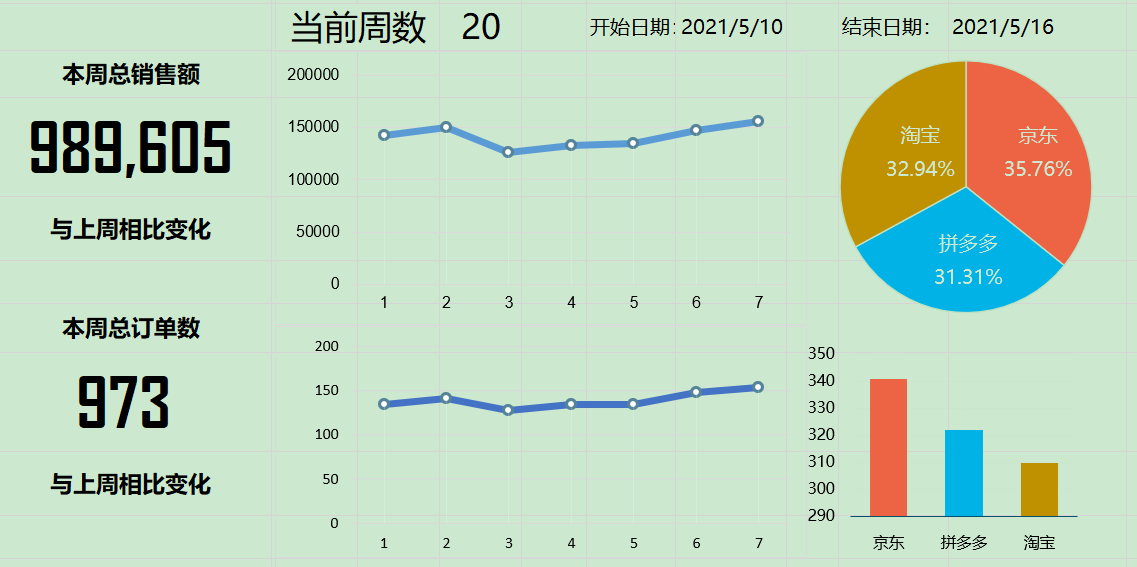 当前周数 20 开始日期: 2021/5/10 结束日期: 2021/5/16
本周总销售额
989,605
与上周相比变化
本周总订单数
973
与上周相比变化
200000
150000
100000
50000
0
1 2 3 4 5 6 7
200
150
100
50
0
1 2 3 4 5 6 7
淘宝
32.94%
京东
35.76%
拼多多
31.31%
350
340
330
320
310
300
290
京东 拼多多 淘宝